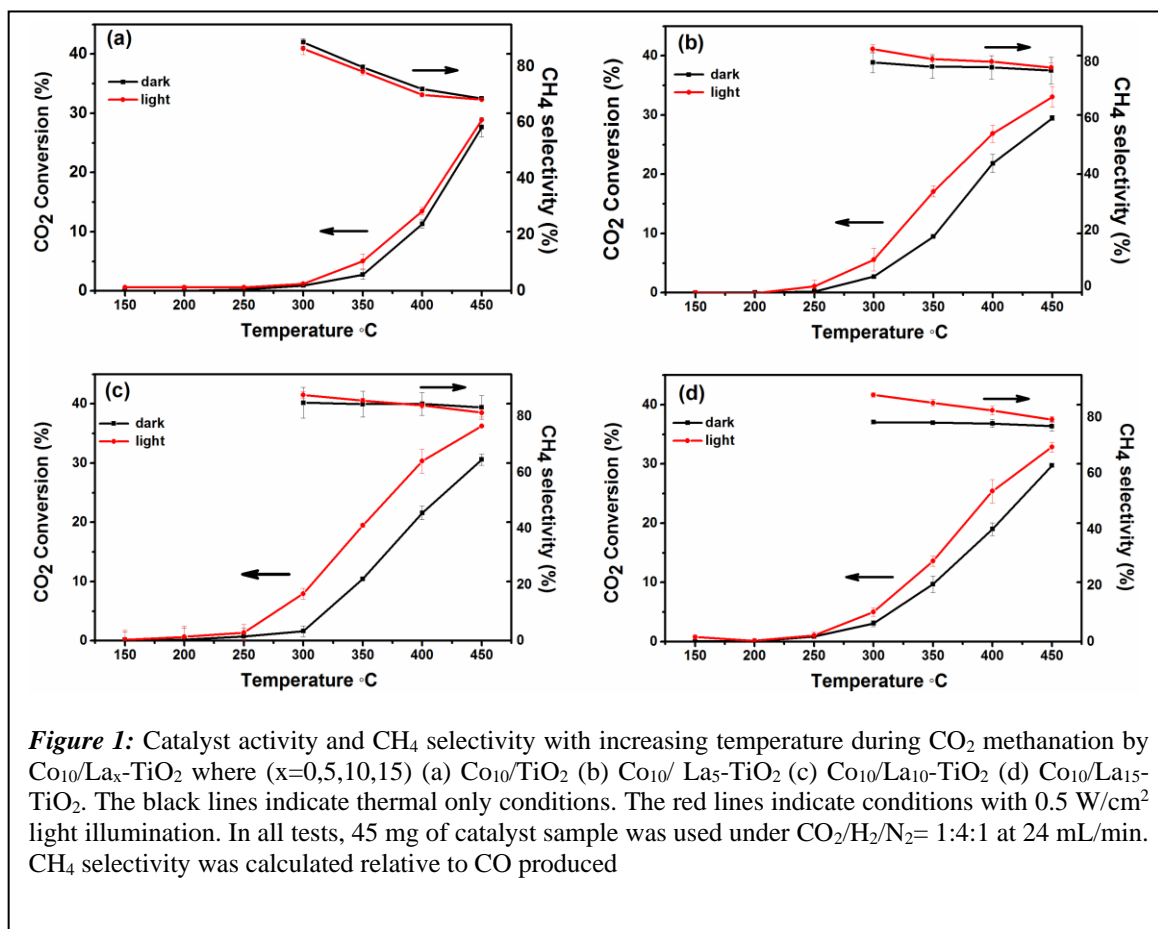 (a)
dark
light
CO2 Conversion (%)
40
30
20
10
0
CH4 selectivity (%)
80
60
40
20
0
150 200 250 300 350 400 450
Temperature °C
(b)
dark
light
CO2 Conversion (%)
40
30
20
10
0
CH4 selectivity (%)
80
60
40
20
0
150 200 250 300 350 400 450
Temperature °C
(c)
dark
light
CO2 Conversion (%)
40
30
20
10
0
CH4 selectivity (%)
80
60
40
20
0
150 200 250 300 350 400 450
Temperature °C
(d)
dark
light
CO2 Conversion (%)
40
30
20
10
0
CH4 selectivity (%)
80
60
40
20
0
150 200 250 300 350 400 450
Temperature °C
Figure 1: Catalyst activity and CH4 selectivity with increasing temperature during CO2 methanation by
Co10/Lax-TiO2 where (x=0,5,10,15) (a) Co10/TiO2 (b) Co10/ La5-TiO2 (c) Co10/La10-TiO2 (d) Co10/La15-
TiO2. The black lines indicate thermal only conditions. The red lines indicate conditions with 0.5 W/cm2
light illumination. In all tests, 45 mg of catalyst sample was used under CO2/H2/N2= 1:4:1 at 24 mL/min.
CH4 selectivity was calculated relative to CO produced